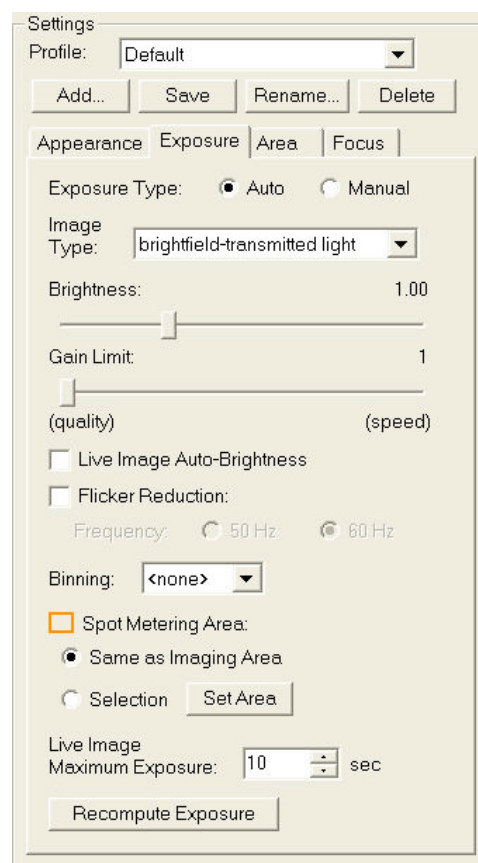 Settings
Profile: Default
Add... Save Rename... Delete
Appearance Exposure Area Focus
Exposure Type: Auto Manual
Image
Type: brightfield-transmitted light
Brightness: 1.00
Gain Limit: 1
(quality) (speed)
Live Image Auto-Brightness
Flicker Reduction:
Frequency: 50 Hz 60 Hz
Binning: <none>
Spot Metering Area:
Same as Imaging Area
Selection Set Area
Live Image
Maximum Exposure: 10 sec
Recompute Exposure